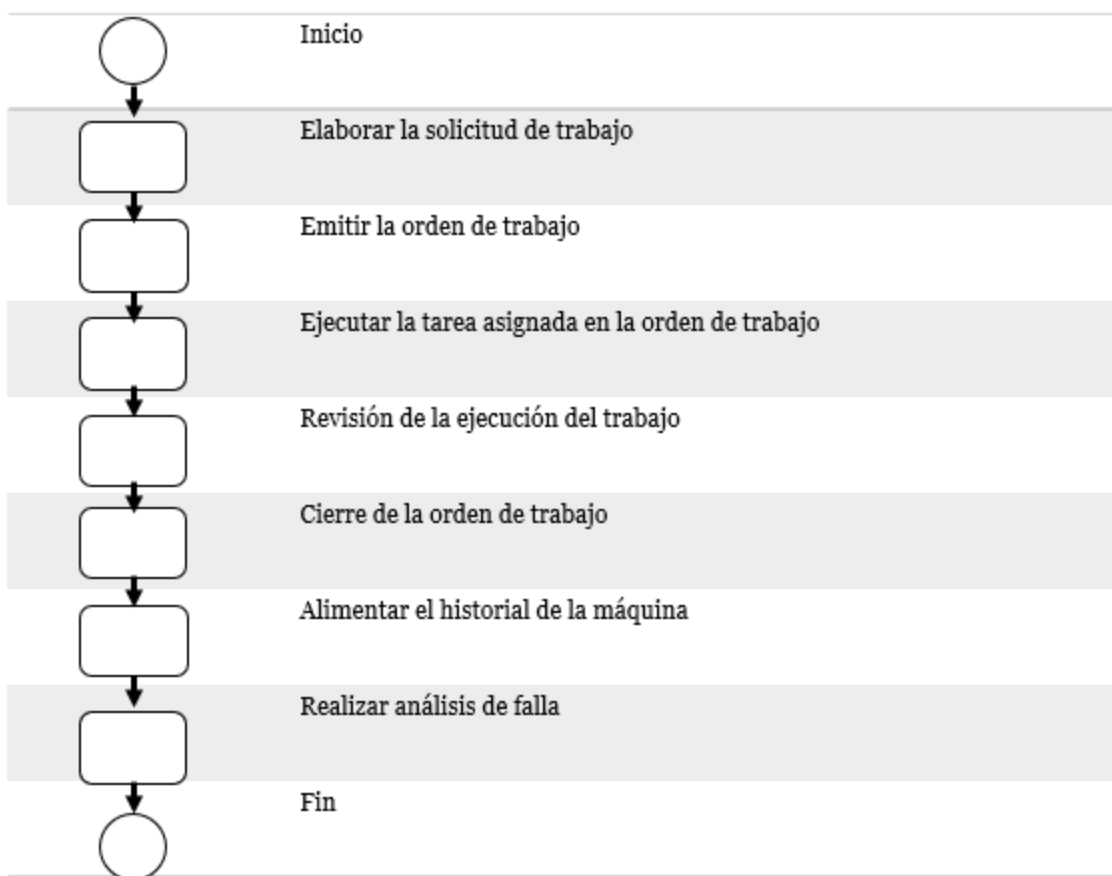 Inicio
Elaborar la solicitud de trabajo
Emitir la orden de trabajo
Ejecutar la tarea asignada en la orden de trabajo
Revisión de la ejecución del trabajo
Cierre de la orden de trabajo
Alimentar el historial de la máquina
Realizar análisis de falla
Fin